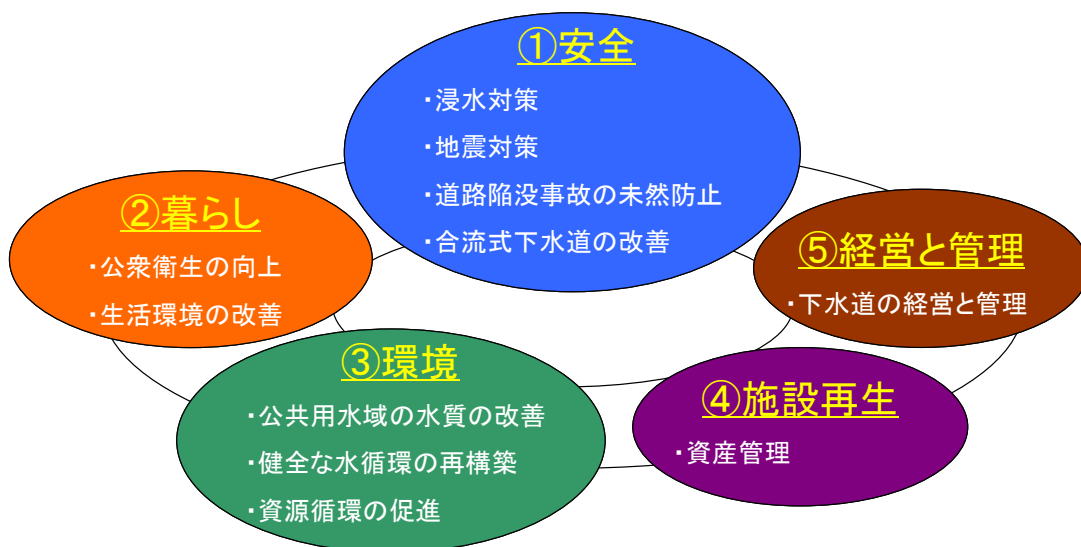 ①安全
・浸水対策
・地震対策
・道路陥没事故の未然防止
・合流式下水道の改善
②暮らし
・公衆衛生の向上
・生活環境の改善
③環境
・公共用水域の水質の改善
・健全な水循環の再構築
・資源循環の促進
④施設再生
・資産管理
⑤経営と管理
・下水道の経営と管理